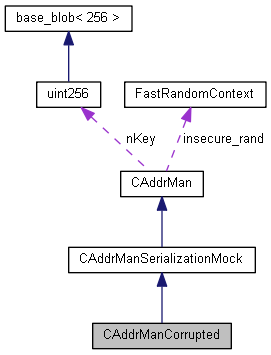 base_blob< 256 >
uint256
FastRandomContext
nKey
insecure_rand
CAddrMan
CAddrManSerializationMock
CAddrManCorrupted